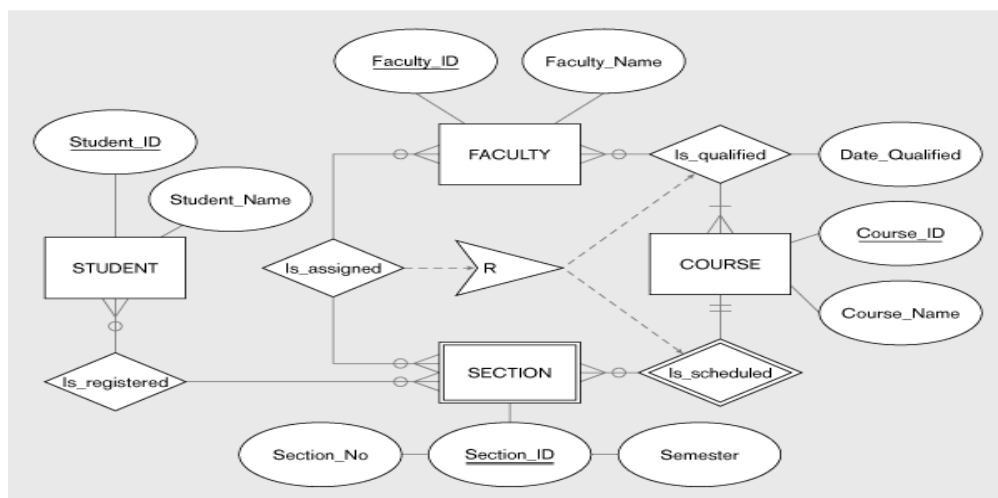 Faculty_ID
Faculty_Name
Student_ID
FACULTY
Is_qualified
Date_Qualified
Student_Name
Course_ID
STUDENT
Is_assigned
R
COURSE
Course_Name
Is_registered
SECTION
Is_scheduled
Section_No
Section_ID
Semester